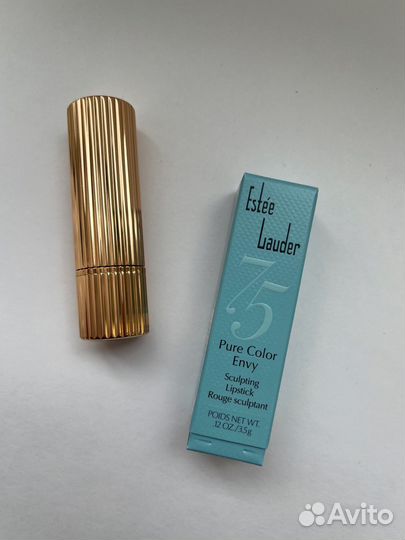 Estée
Lauder
75
Pure Color
Envy
Sculpting
Lipstick
Rouge sculptant
POIDS NET WT.
.12 OZ./3.5g
Avito